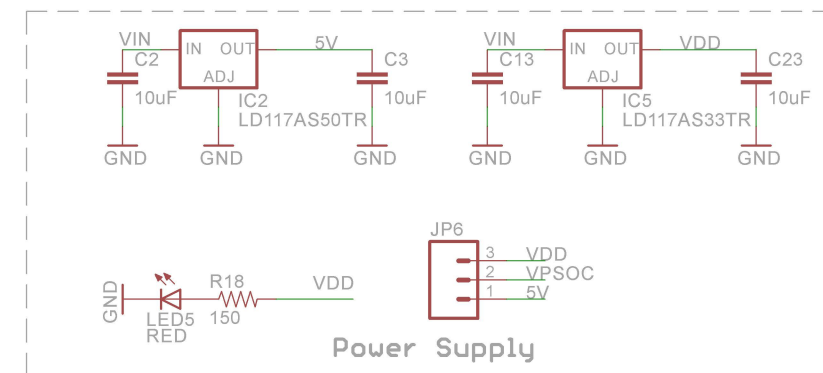 VIN
IN OUT
5V
C2
C3
ADJ
10uF
10uF
IC2
LD117AS50TR
GND
GND
GND
VIN
IN OUT
VDD
C13
C23
ADJ
10uF
10uF
IC5
LD117AS33TR
GND
GND
GND
GND
LED5
RED
R18
150
VDD
JP6
3 VDD
2 VPSOC
1 5V
Power Supply